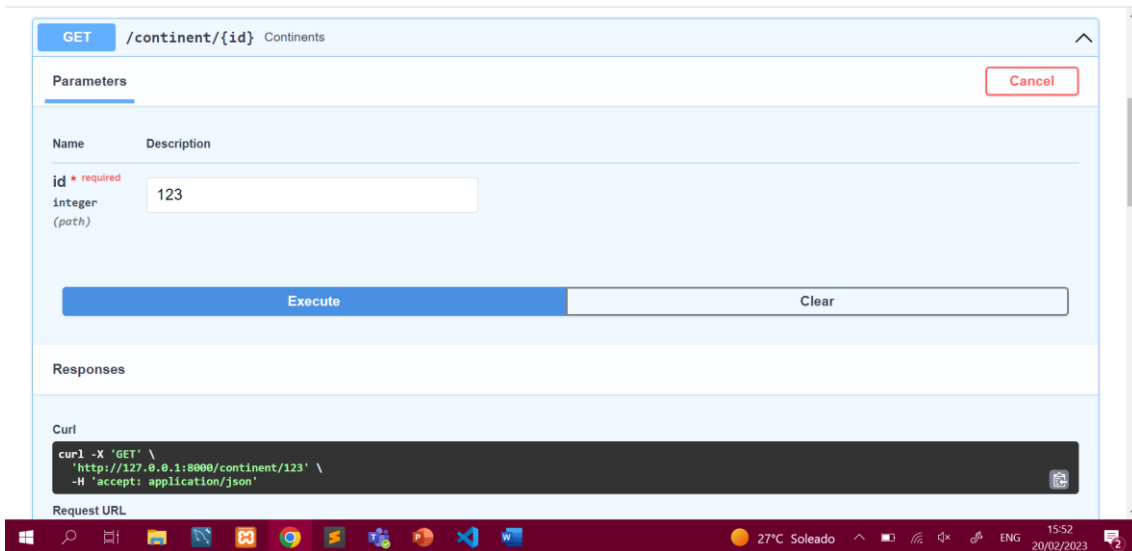 GET /continent/{id} Continents
Parameters
Cancel
Name Description
id * required
integer
(path)
123
Execute Clear
Responses
Curl
curl -X 'GET' \
'http://127.0.0.1:8000/continent/123' \
-H 'accept: application/json'
Request URL
27°C Soleado ENG
15:52
20/02/2023
2